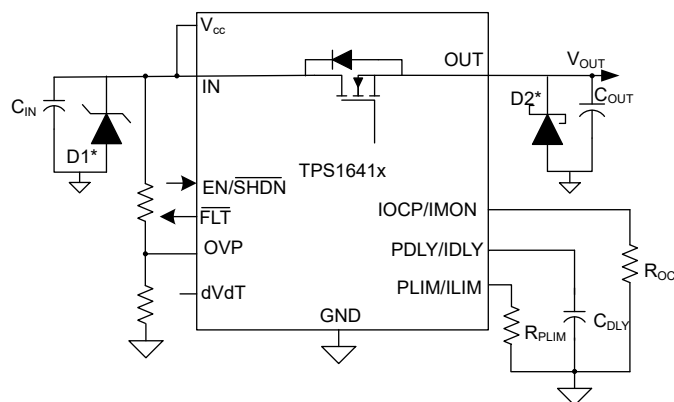 Vcc
OUT
VOUT
IN
CIN
D1*
D2*
COUT
TPS1641x
EN/SHDN
FLT
IOCP/IMON
OVP
PDLY/IDLY
ROC
dVdT
PLIM/ILIM
GND
RPLIM
CDLY